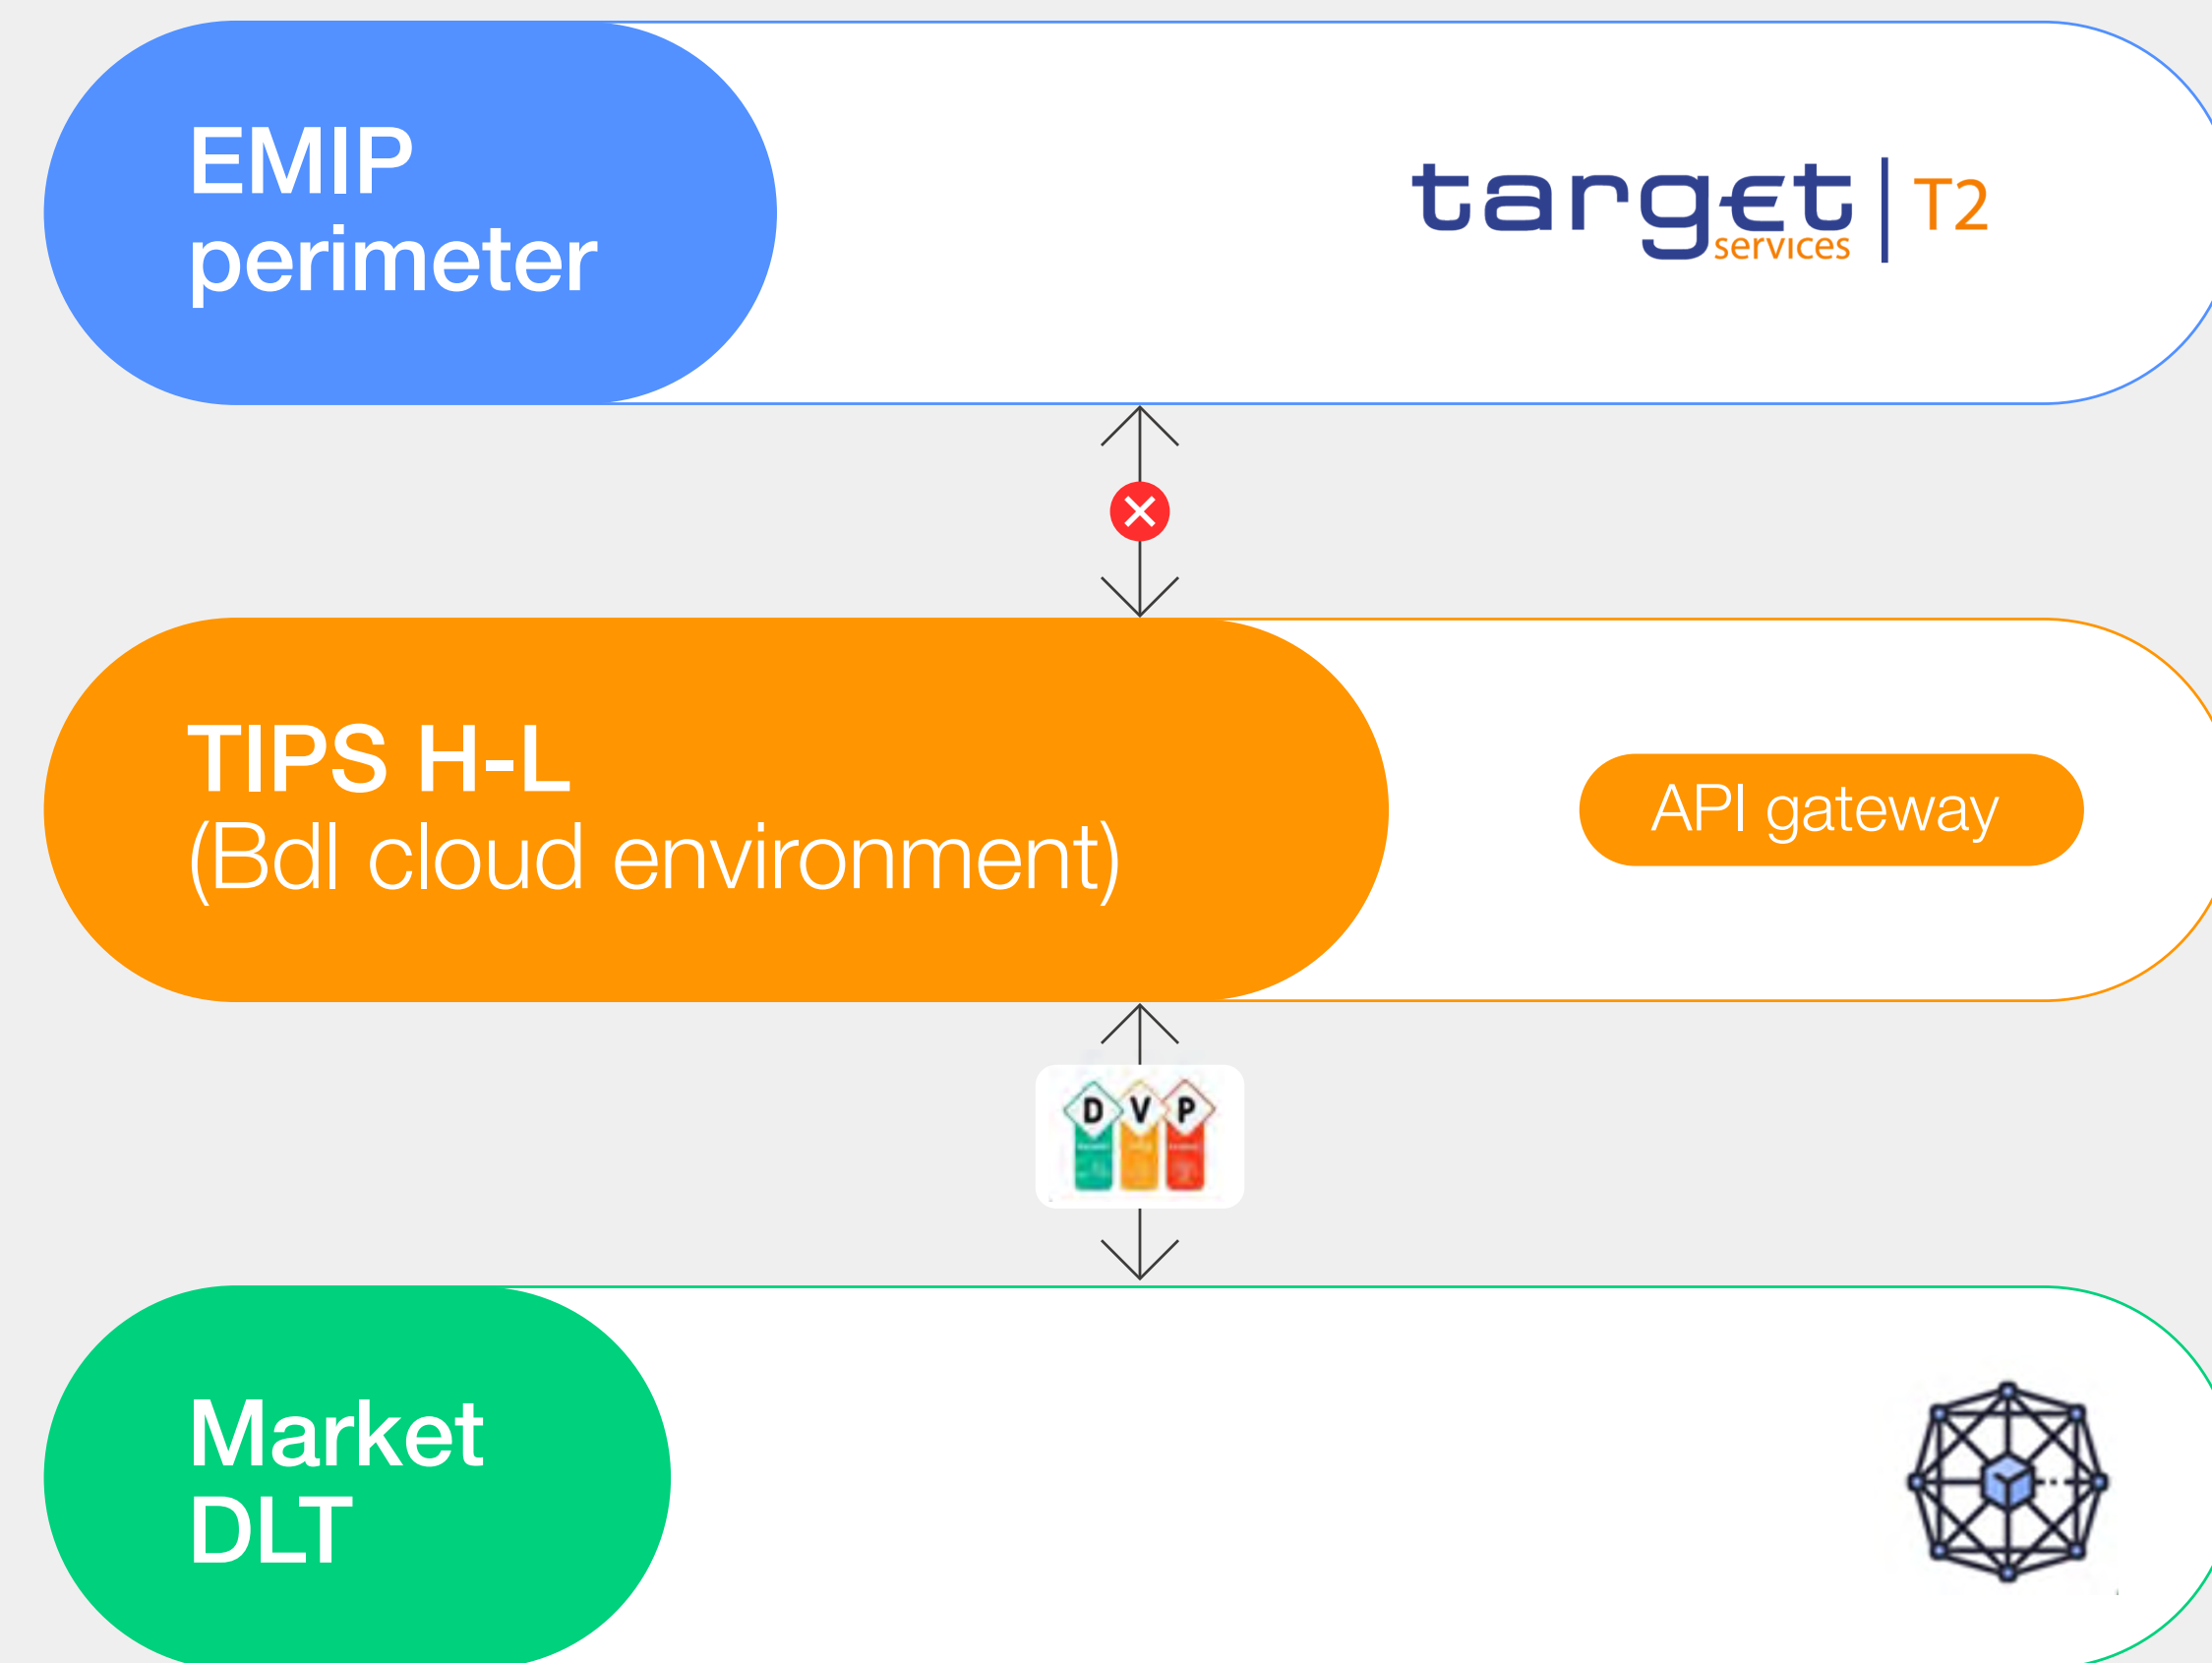 EMIP
perimeter
target
services
T2
TIPS H-L
(BdI cloud environment)
API gateway
D V P
Market
DLT